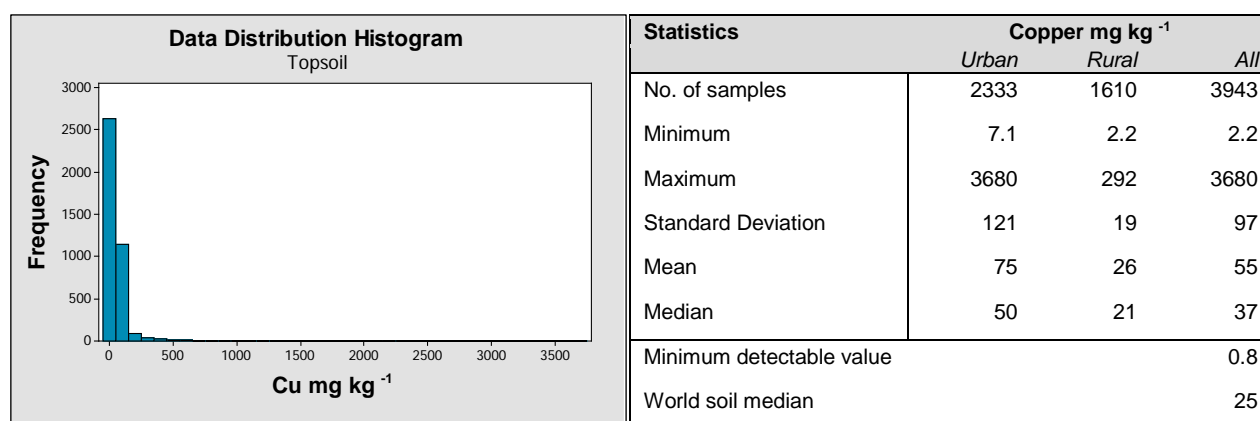 Data Distribution Histogram
Topsoil
3000
2500
2000
1500
1000
500
0
Frequency
0 500 1000 1500 2000 2500 3000 3500
Cu mg kg -1
Statistics Copper mg kg -1
Urban Rural All
No. of samples 2333 1610 3943
Minimum 7.1 2.2 2.2
Maximum 3680 292 3680
Standard Deviation 121 19 97
Mean 75 26 55
Median 50 21 37
Minimum detectable value 0.8
World soil median 25